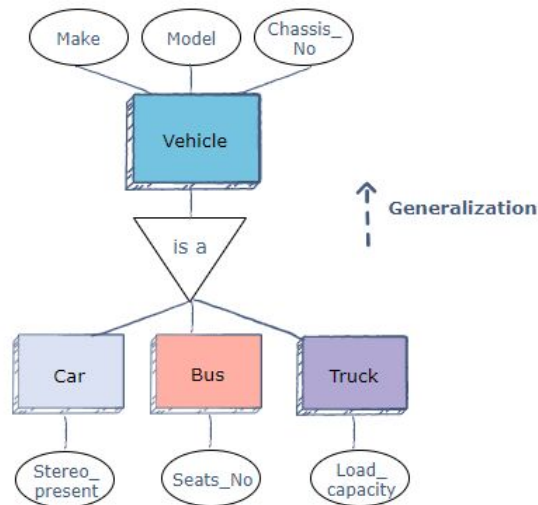 Make
Model
Chassis_
No
Vehicle
Generalization
is a
Car
Bus
Truck
Stereo_
present
Seats_No
Load_
capacity